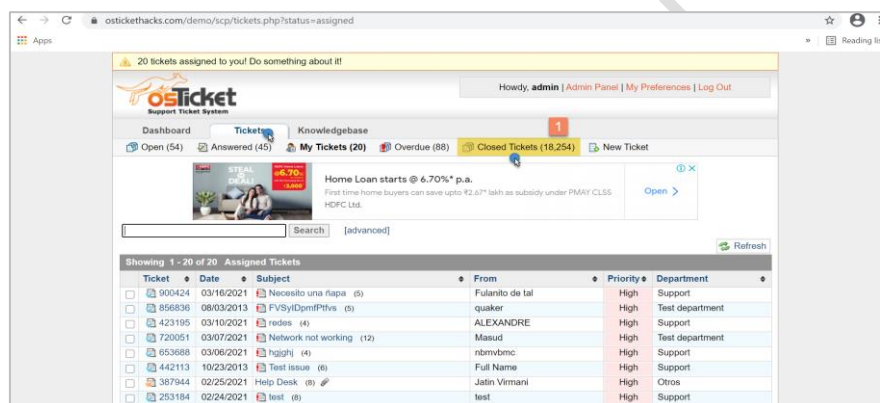 ostickethacks.com/demo/scp/tickets.php?status=assigned
Apps
» Reading lis
20 tickets assigned to you! Do something about it!
osTicket
Support Ticket System
Howdy, admin | Admin Panel | My Preferences | Log Out
Dashboard Tickets Knowledgebase
1
Open (54) Answered (45) My Tickets (20) Overdue (88) Closed Tickets (18,254) New Ticket
STEAL DEAL @6.70%*
Home Loan starts @ 6.70%* p.a.
First time home buyers can save upto ₹2.67* lakh as subsidy under PMAY CLSS
HDFC Ltd.
Open >
Search [advanced]
Refresh
Showing 1 - 20 of 20 Assigned Tickets
Ticket Date Subject From Priority Department
900424 03/16/2021 Necesito una ñapa (5) Fulanito de tal High Support
856836 08/03/2013 FVSyIDpmfPtfvs (5) quaker High Test department
423195 03/10/2021 redes (4) ALEXANDRE High Support
720051 03/07/2021 Network not working (12) Masud High Test department
653688 03/06/2021 hgjghj (4) nbmvbmc High Support
442113 10/23/2013 Test issue (6) Full Name High Support
387944 02/25/2021 Help Desk (8) Jatin Virmani High Otros
253184 02/24/2021 test (8) test High Support